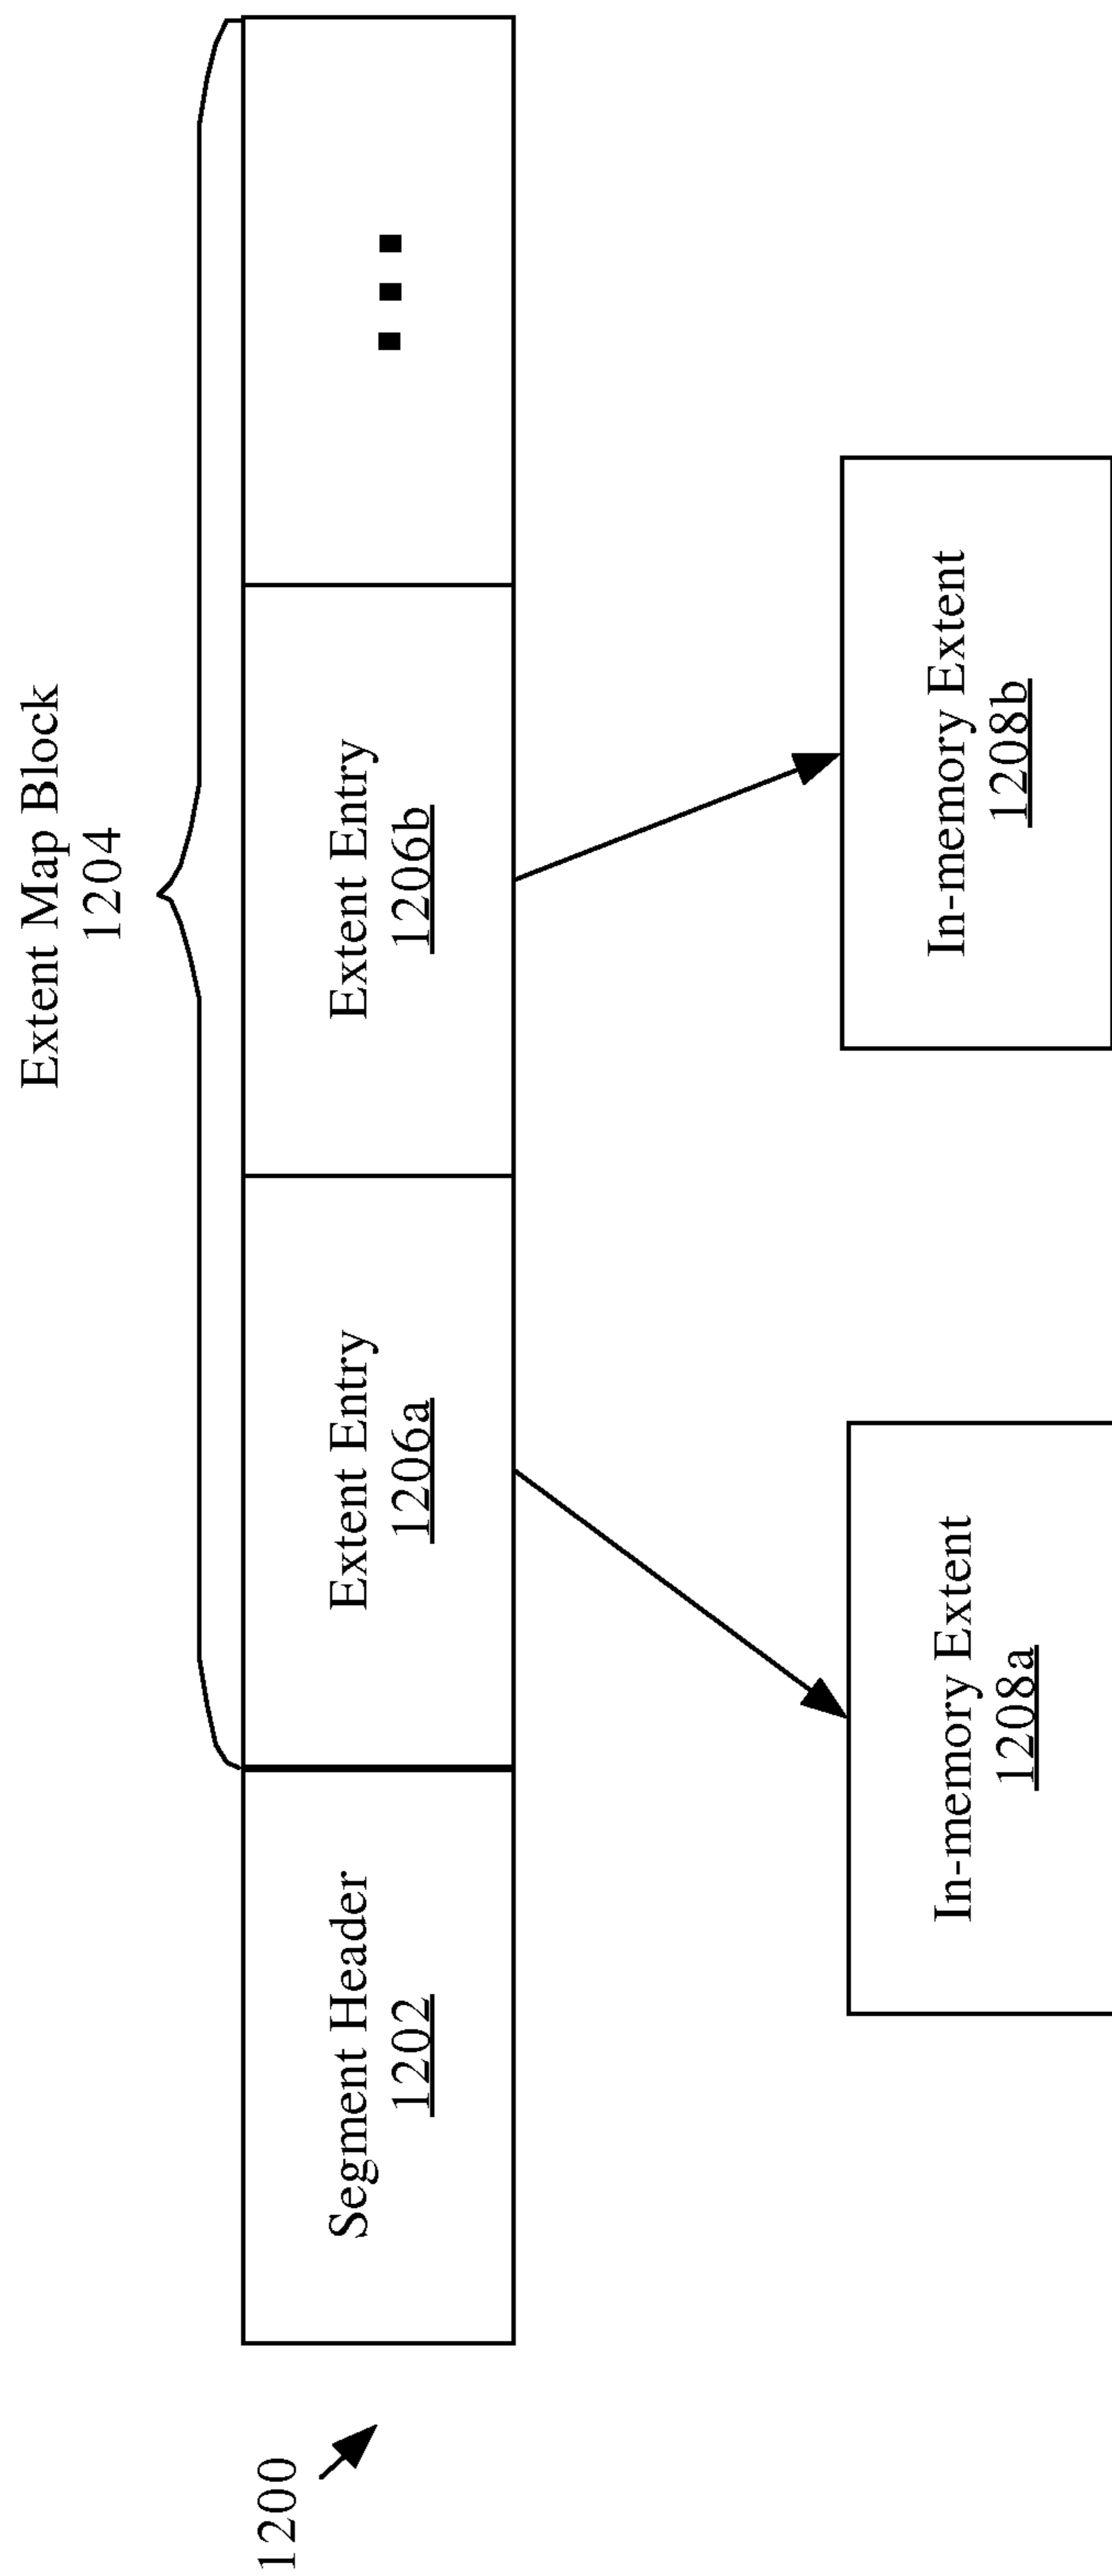 Extent Map Block
1204
1200
Segment Header
1202
Extent Entry
1206a
Extent Entry
1206b
...
In-memory Extent
1208a
In-memory Extent
1208b